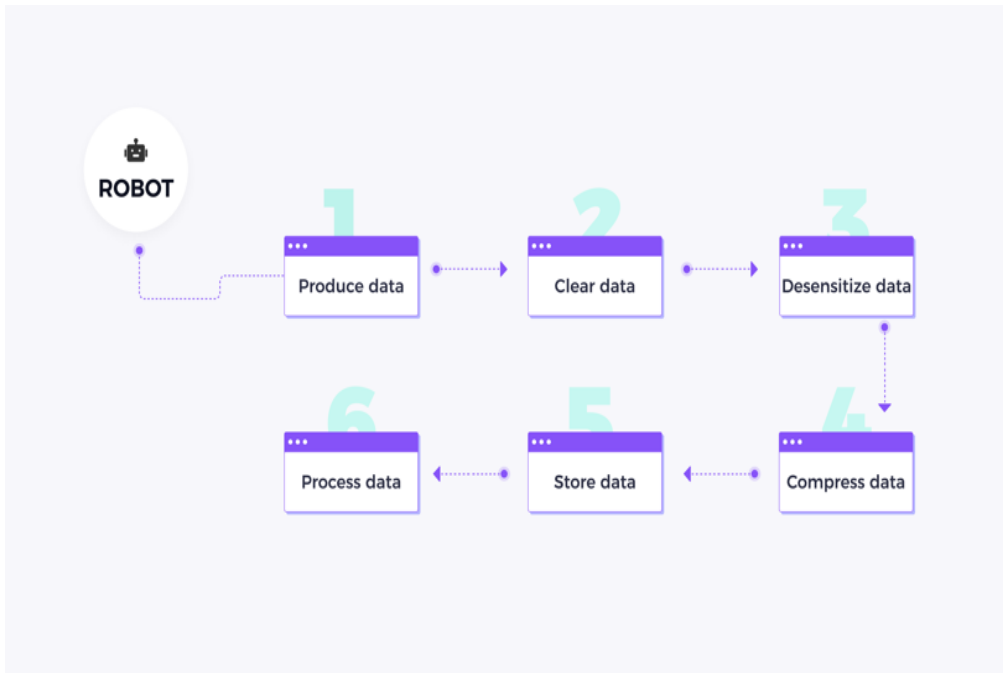 ROBOT
1
Produce data
2
Clear data
3
Desensitize data
4
Compress data
5
Store data
6
Process data